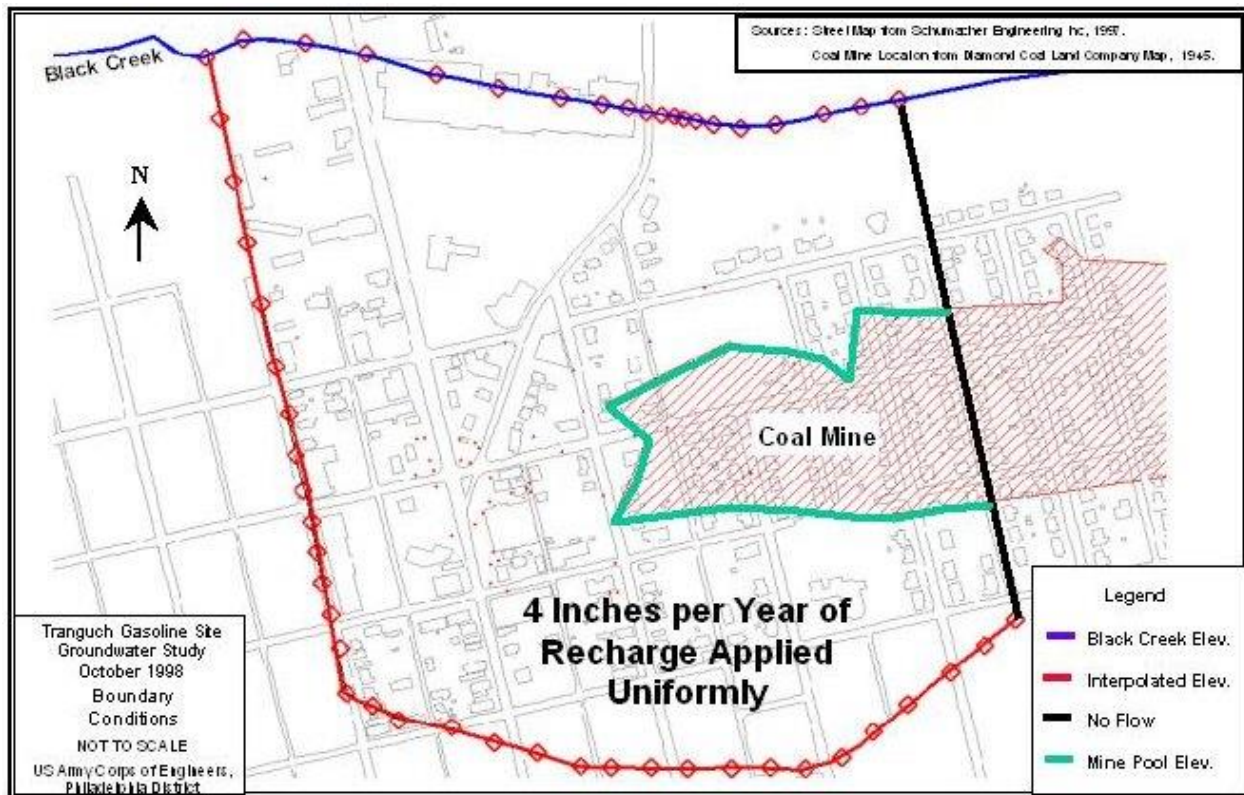 Sources: Street Map from Schumacher Engineering Inc, 1997.
Coal Mine Location from Diamond Coal Land Company Map, 1945.
Black Creek
N
Coal Mine
4 Inches per Year of
Recharge Applied
Uniformly
Tranguch Gasoline Site
Groundwater Study
October 1998
Boundary
Conditions
NOT TO SCALE
US Army Corps of Engineers,
Philadelphia District
Legend
Black Creek Elev.
Interpolated Elev.
No Flow
Mine Pool Elev.